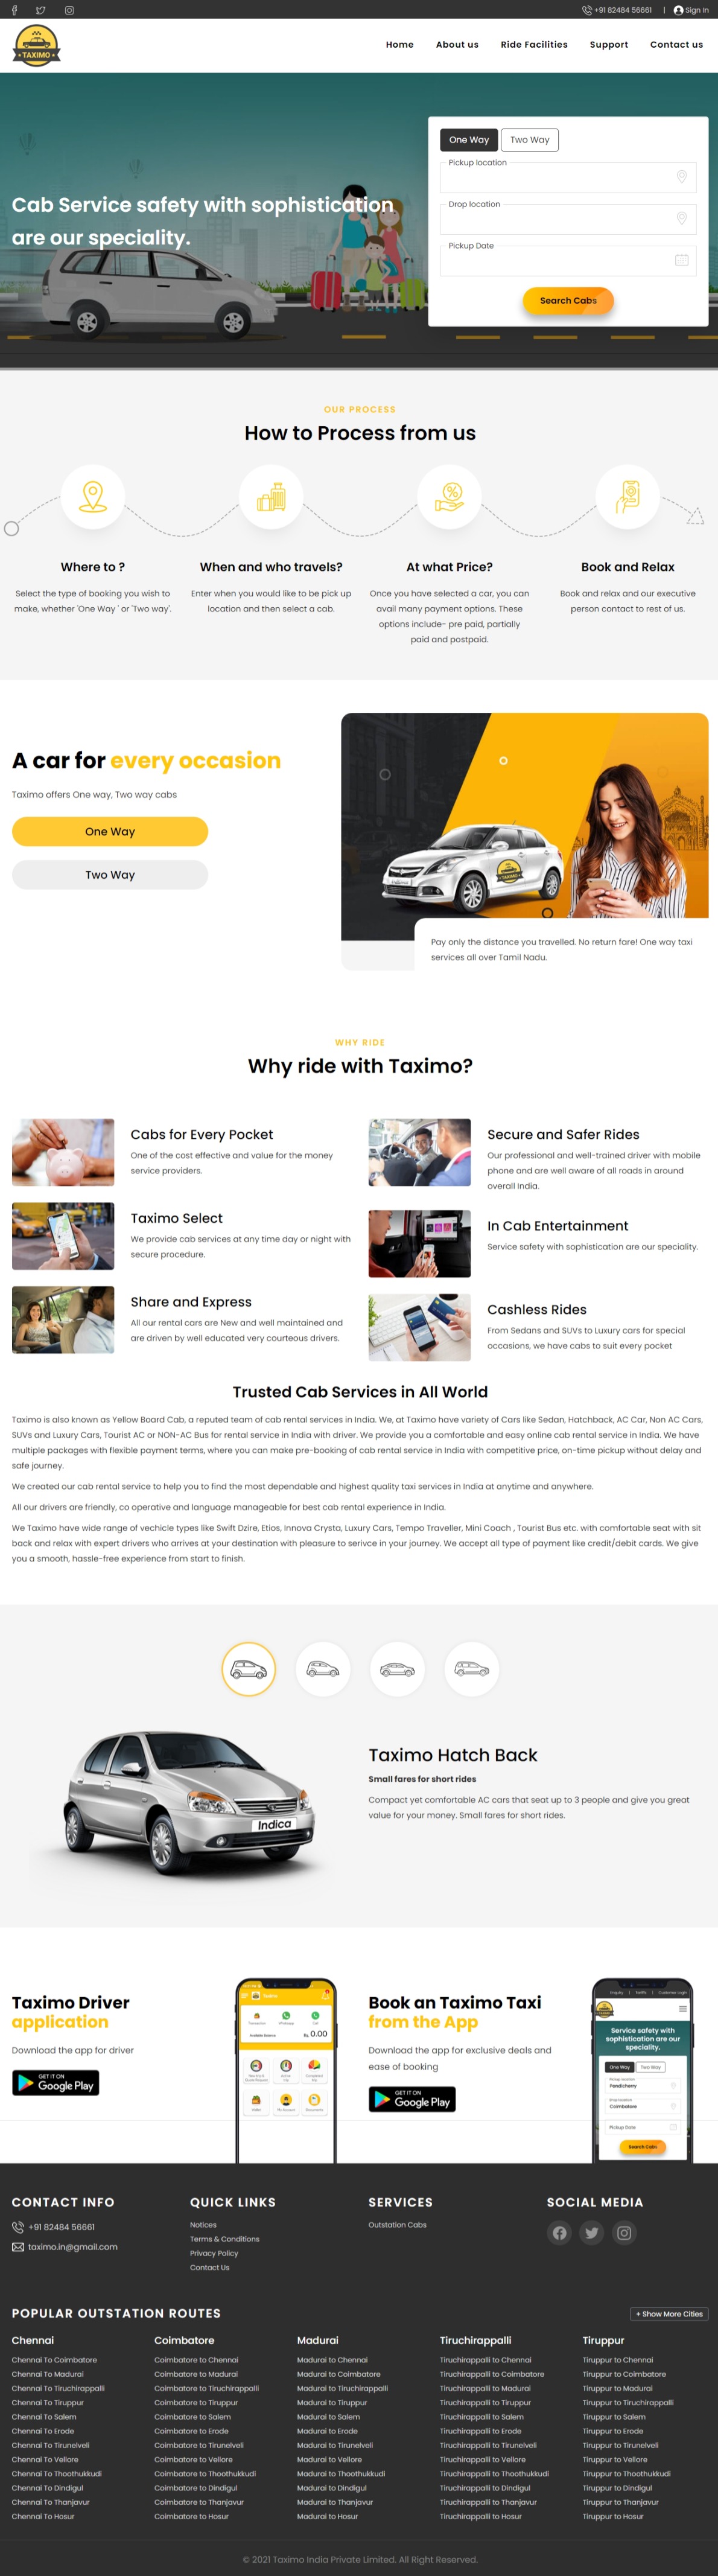 +91 82484 56661 | Sign In
TAXIMO
Home About us Ride Facilities Support Contact us
Cab Service safety with sophistication
are our speciality.
One Way Two Way
Pickup location
Drop location
Pickup Date
Search Cabs
OUR PROCESS
How to Process from us
Where to ?
Select the type of booking you wish to
make, whether 'One Way ' or 'Two way'.
When and who travels?
Enter when you would like to be pick up
location and then select a cab.
At what Price?
Once you have selected a car, you can
avail many payment options. These
options include- pre paid, partially
paid and postpaid.
Book and Relax
Book and relax and our executive
person contact to rest of us.
A car for every occasion
Taximo offers One way, Two way cabs
One Way
Two Way
TAXIMO
Pay only the distance you travelled. No return fare! One way taxi
services all over Tamil Nadu.
WHY RIDE
Why ride with Taximo?
Cabs for Every Pocket
One of the cost effective and value for the money
service providers.
Taximo Select
We provide cab services at any time day or night with
secure procedure.
Share and Express
All our rental cars are New and well maintained and
are driven by well educated very courteous drivers.
Secure and Safer Rides
Our professional and well-trained driver with mobile
phone and are well aware of all roads in around
overall India.
In Cab Entertainment
Service safety with sophistication are our speciality.
Cashless Rides
From Sedans and SUVs to Luxury cars for special
occasions, we have cabs to suit every pocket
Trusted Cab Services in All World
Taximo is also known as Yellow Board Cab, a reputed team of cab rental services in India. We, at Taximo have variety of Cars like Sedan, Hatchback, AC Car, Non AC Cars,
SUVs and Luxury Cars, Tourist AC or NON-AC Bus for rental service in India with driver. We provide you a comfortable and easy online cab rental service in India. We have
multiple packages with flexible payment terms, where you can make pre-booking of cab rental service in India with competitive price, on-time pickup without delay and
safe journey.
We created our cab rental service to help you to find the most dependable and highest quality taxi services in India at anytime and anywhere.
All our drivers are friendly, co operative and language manageable for best cab rental experience in India.
We Taximo have wide range of vechicle types like Swift Dzire, Etios, Innova Crysta, Luxury Cars, Tempo Traveller, Mini Coach , Tourist Bus etc. with comfortable seat with sit
back and relax with expert drivers who arrives at your destination with pleasure to serivce in your journey. We accept all type of payment like credit/debit cards. We give
you a smooth, hassle-free experience from start to finish.
Indica
Taximo Hatch Back
Small fares for short rides
Compact yet comfortable AC cars that seat up to 3 people and give you great
value for your money. Small fares for short rides.
Taximo Driver
application
Download the app for driver
GET IT ON
Google Play
Available Balance Rs. 0.00
Book an Taximo Taxi
from the App
Download the app for exclusive deals and
ease of booking
GET IT ON
Google Play
Service safety with
sophistication are our
speciality.
One Way Two Way
Pickup location
Pondicherry
Drop location
Coimbatore
Pickup Date
Search Cabs
CONTACT INFO
+91 82484 56661
taximo.in@gmail.com
QUICK LINKS
Notices
Terms & Conditions
Privacy Policy
Contact Us
SERVICES
Outstation Cabs
SOCIAL MEDIA
POPULAR OUTSTATION ROUTES
+ Show More Cities
Chennai
Chennai To Coimbatore
Chennai To Madurai
Chennai To Tiruchirappalli
Chennai To Tiruppur
Chennai To Salem
Chennai To Erode
Chennai To Tirunelveli
Chennai To Vellore
Chennai To Thoothukkudi
Chennai To Dindigul
Chennai To Thanjavur
Chennai To Hosur
Coimbatore
Coimbatore to Chennai
Coimbatore to Madurai
Coimbatore to Tiruchirappalli
Coimbatore to Tiruppur
Coimbatore to Salem
Coimbatore to Erode
Coimbatore to Tirunelveli
Coimbatore to Vellore
Coimbatore to Thoothukkudi
Coimbatore to Dindigul
Coimbatore to Thanjavur
Coimbatore to Hosur
Madurai
Madurai to Chennai
Madurai to Coimbatore
Madurai to Tiruchirappalli
Madurai to Tiruppur
Madurai to Salem
Madurai to Erode
Madurai to Tirunelveli
Madurai to Vellore
Madurai to Thoothukkudi
Madurai to Dindigul
Madurai to Thanjavur
Madurai to Hosur
Tiruchirappalli
Tiruchirappalli to Chennai
Tiruchirappalli to Coimbatore
Tiruchirappalli to Madurai
Tiruchirappalli to Tiruppur
Tiruchirappalli to Salem
Tiruchirappalli to Erode
Tiruchirappalli to Tirunelveli
Tiruchirappalli to Vellore
Tiruchirappalli to Thoothukkudi
Tiruchirappalli to Dindigul
Tiruchirappalli to Thanjavur
Tiruchirappalli to Hosur
Tiruppur
Tiruppur to Chennai
Tiruppur to Coimbatore
Tiruppur to Madurai
Tiruppur to Tiruchirappalli
Tiruppur to Salem
Tiruppur to Erode
Tiruppur to Tirunelveli
Tiruppur to Vellore
Tiruppur to Thoothukkudi
Tiruppur to Dindigul
Tiruppur to Thanjavur
Tiruppur to Hosur
© 2021 Taximo India Private Limited. All Right Reserved.